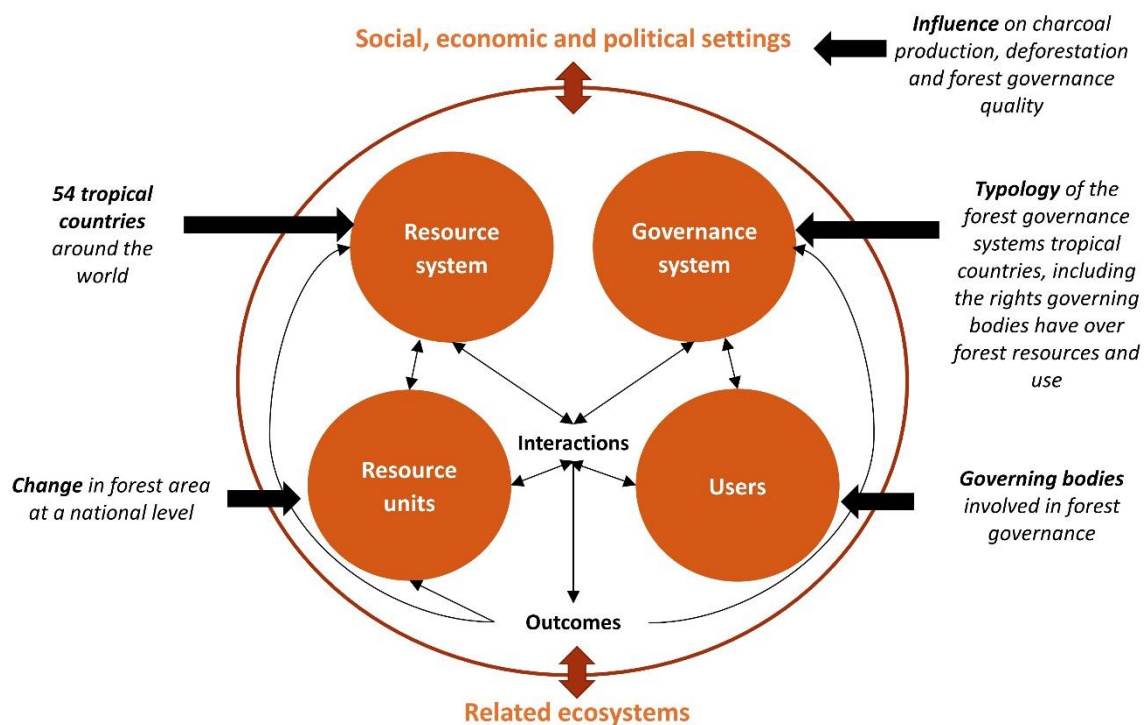 Social, economic and political settings
Influence on charcoal
production, deforestation
and forest governance
quality
54 tropical
countries
around the
world
Resource
system
Governance
system
Typology of the
forest governance
systems tropical
countries, including
the rights governing
bodies have over
forest resources and
use
Interactions
Change in forest area
at a national level
Resource
units
Users
Governing bodies
involved in forest
governance
Outcomes
Related ecosystems